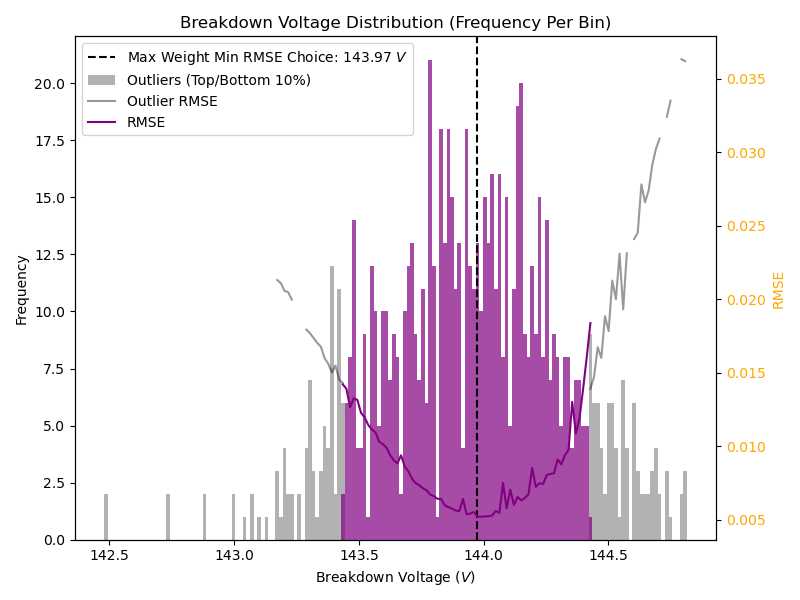 Breakdown Voltage Distribution (Frequency Per Bin)
Max Weight Min RMSE Choice: 143.97 V
Outliers (Top/Bottom 10%)
Outlier RMSE
RMSE
Frequency
20.0
17.5
15.0
12.5
10.0
7.5
5.0
2.5
0.0
0.035
0.030
0.025
0.020
0.015
0.010
0.005
RMSE
142.5 143.0 143.5 144.0 144.5
Breakdown Voltage (V)